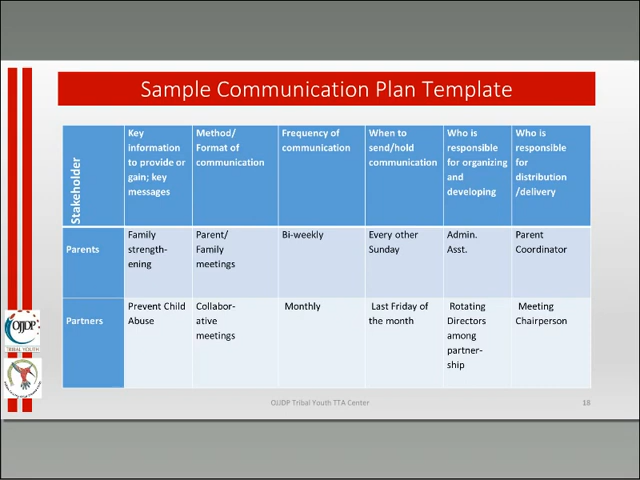 Sample Communication Plan Template
Stakeholder
Key
information
to provide or
gain; key
messages
Method/
Format of
communication
Frequency of
communication
When to
send/hold
communication
Who is
responsible
for organizing
and
developing
Who is
responsible
for
distribution
/delivery
Parents
Family
strength-
ening
Parent/
Family
meetings
Bi-weekly
Every other
Sunday
Admin.
Asst.
Parent
Coordinator
Partners
Prevent Child
Abuse
Collabor-
ative
meetings
Monthly
Last Friday of
the month
Rotating
Directors
among
partner-
ship
Meeting
Chairperson
OJJDP
TRIBAL YOUTH
OJJDP Tribal Youth TTA Center
18